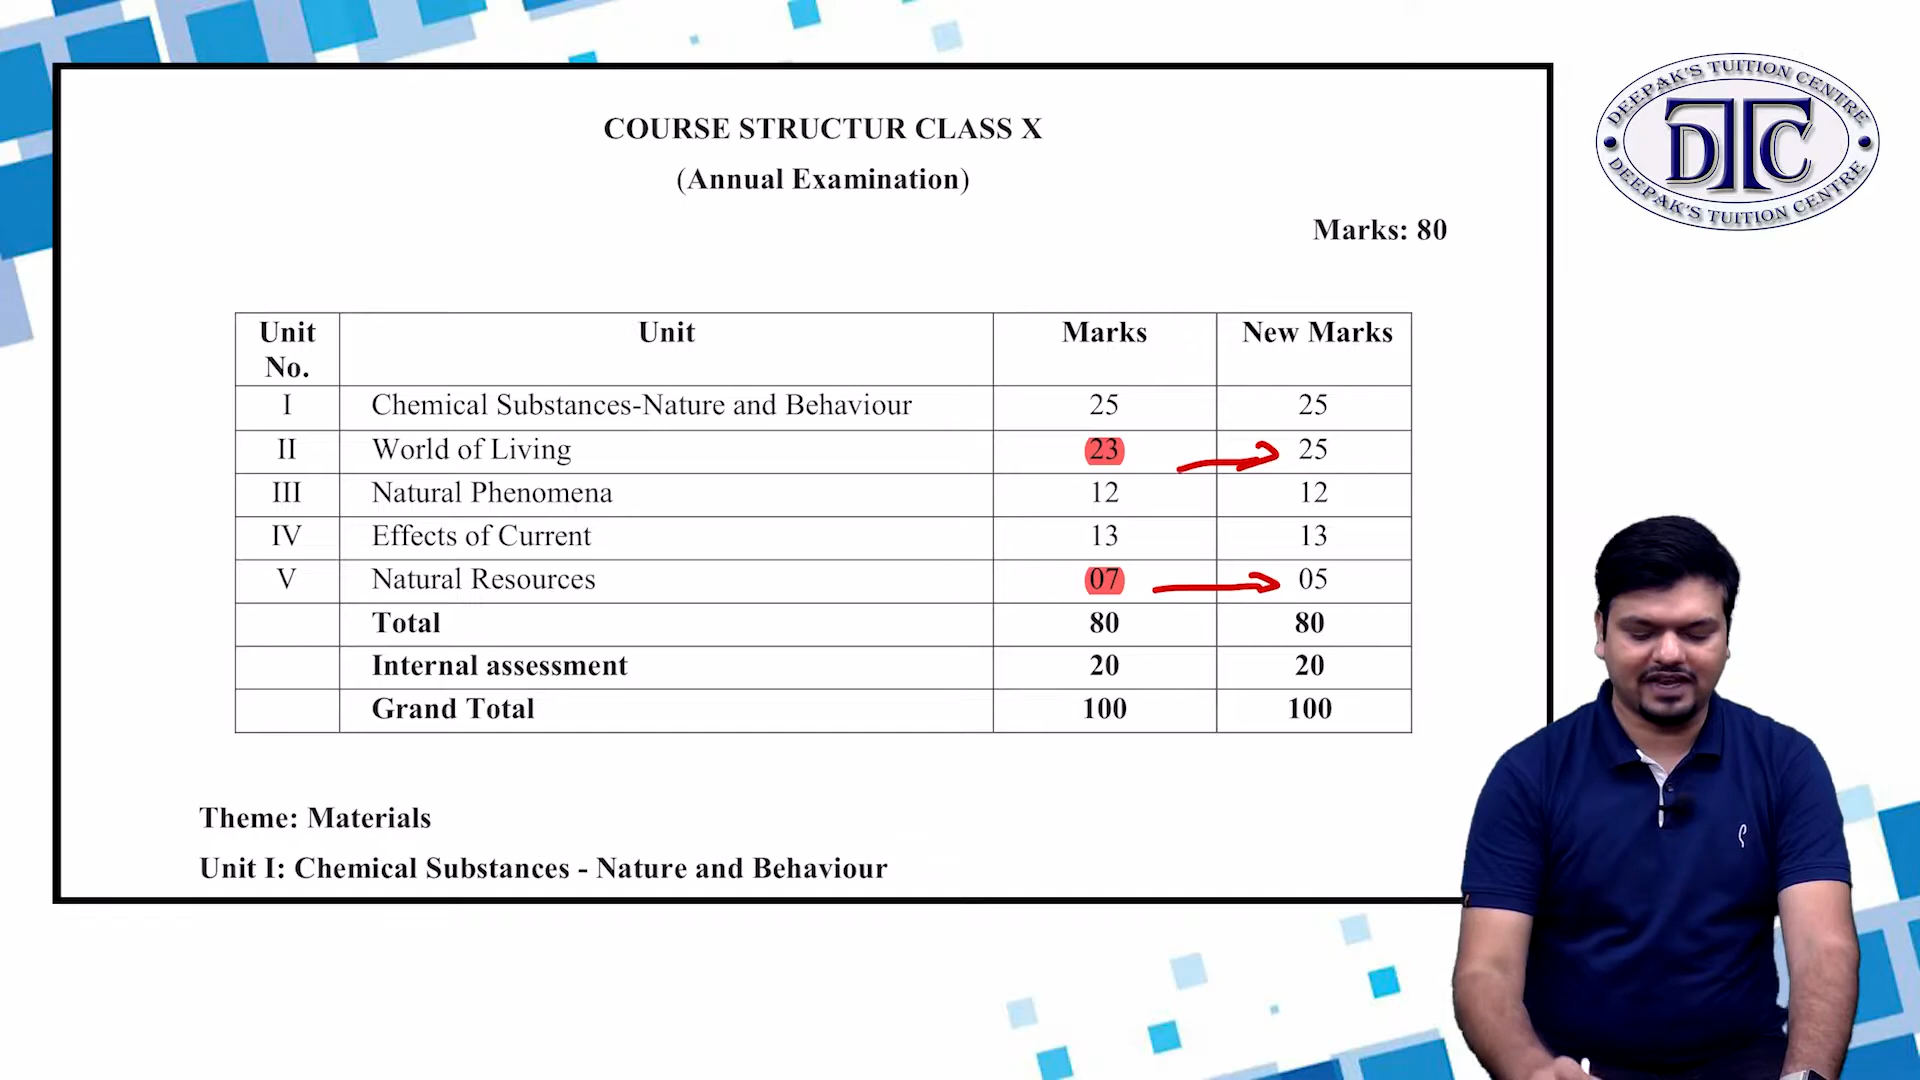 COURSE STRUCTUR CLASS X
(Annual Examination)
Marks: 80
DEEPAK'S TUITION CENTRE
DTC
DEEPAK'S TUITION CENTRE
Unit No. Unit Marks New Marks
I Chemical Substances-Nature and Behaviour 25 25
II World of Living 23 25
III Natural Phenomena 12 12
IV Effects of Current 13 13
V Natural Resources 07 05
Total 80 80
Internal assessment 20 20
Grand Total 100 100
Theme: Materials
Unit I: Chemical Substances - Nature and Behaviour